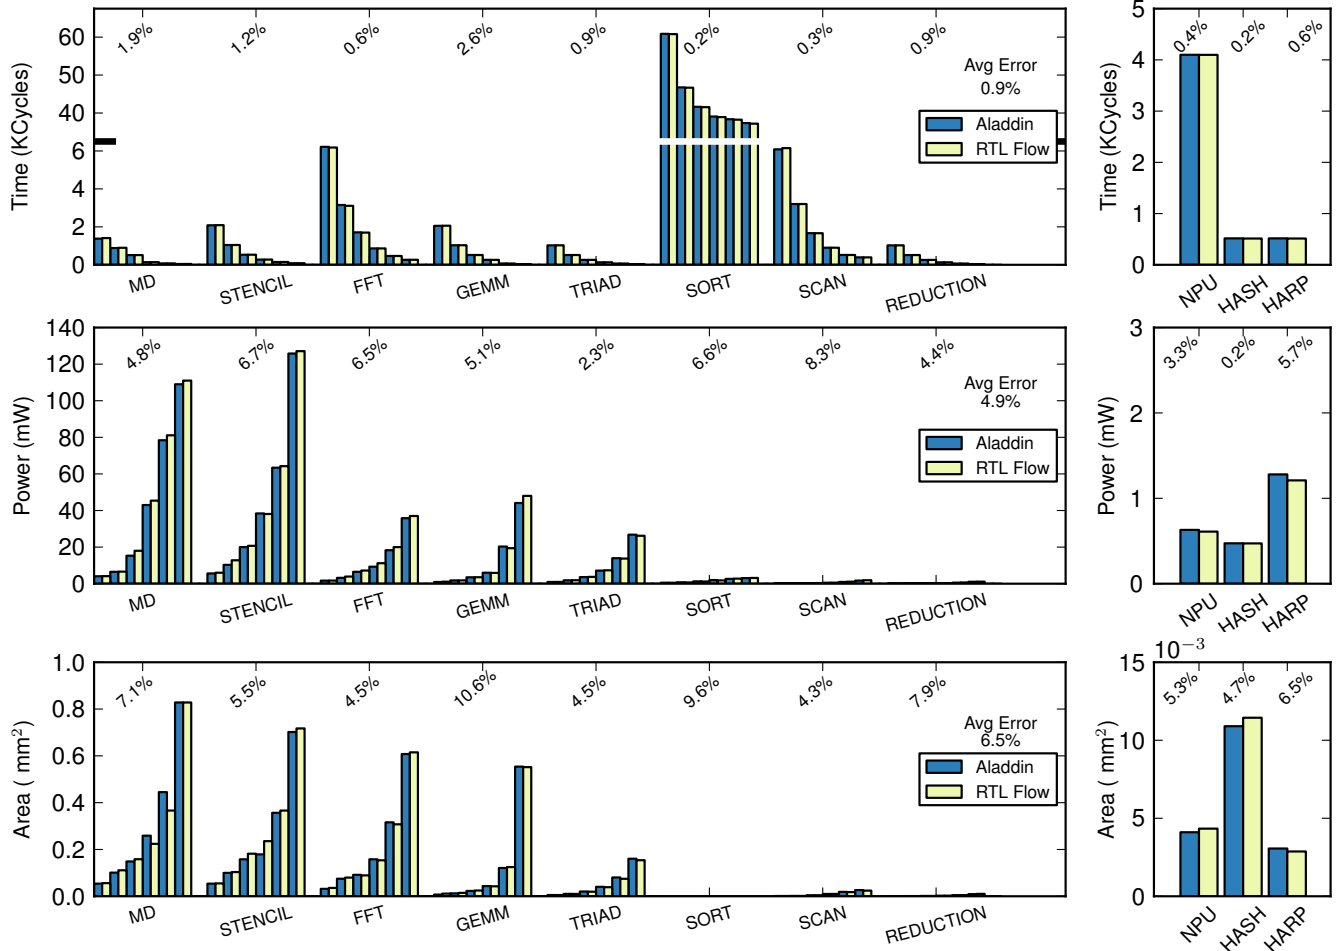 Time (KCycles)
60
50
40
6
4
2
0
1.9%
1.2%
0.6%
2.6%
0.9%
0.2%
0.3%
0.9%
Avg Error
0.9%
Aladdin
RTL Flow
MD
STENCIL
FFT
GEMM
TRIAD
SORT
SCAN
REDUCTION
Time (KCycles)
5
4
3
2
1
0
0.4%
0.2%
0.6%
NPU
HASH
HARP
Power (mW)
140
120
100
80
60
40
20
0
4.8%
6.7%
6.5%
5.1%
2.3%
6.6%
8.3%
4.4%
Avg Error
4.9%
Aladdin
RTL Flow
MD
STENCIL
FFT
GEMM
TRIAD
SORT
SCAN
REDUCTION
Power (mW)
3
2
1
0
3.3%
0.2%
5.7%
NPU
HASH
HARP
Area ( mm²)
1.0
0.8
0.6
0.4
0.2
0.0
7.1%
5.5%
4.5%
10.6%
4.5%
9.6%
4.3%
7.9%
Avg Error
6.5%
Aladdin
RTL Flow
MD
STENCIL
FFT
GEMM
TRIAD
SORT
SCAN
REDUCTION
Area ( mm²)
10⁻³
15
10
5
0
5.3%
4.7%
6.5%
NPU
HASH
HARP